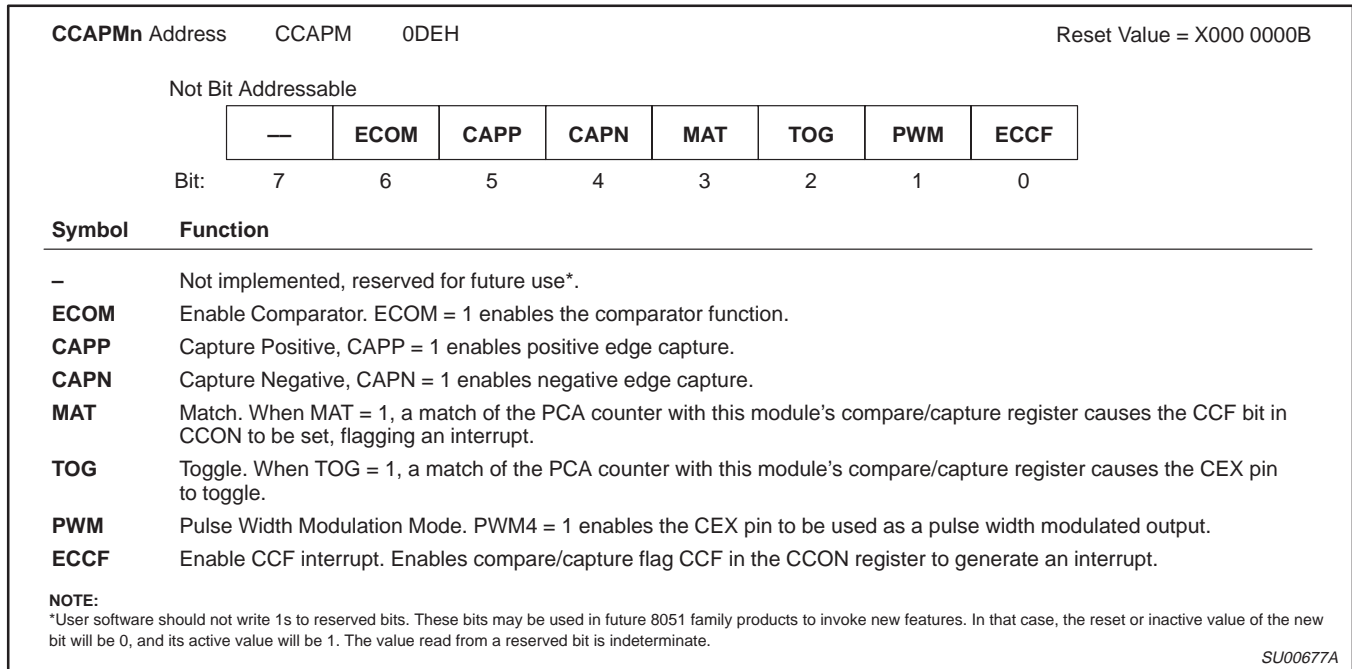 CCAPMn Address CCAPM 0DEH Reset Value = X000 0000B
Not Bit Addressable
— ECOM CAPP CAPN MAT TOG PWM ECCF
Bit: 7 6 5 4 3 2 1 0
Symbol Function
– Not implemented, reserved for future use*.
ECOM Enable Comparator. ECOM = 1 enables the comparator function.
CAPP Capture Positive, CAPP = 1 enables positive edge capture.
CAPN Capture Negative, CAPN = 1 enables negative edge capture.
MAT Match. When MAT = 1, a match of the PCA counter with this module’s compare/capture register causes the CCF bit in
CCON to be set, flagging an interrupt.
TOG Toggle. When TOG = 1, a match of the PCA counter with this module’s compare/capture register causes the CEX pin
to toggle.
PWM Pulse Width Modulation Mode. PWM4 = 1 enables the CEX pin to be used as a pulse width modulated output.
ECCF Enable CCF interrupt. Enables compare/capture flag CCF in the CCON register to generate an interrupt.
NOTE:
*User software should not write 1s to reserved bits. These bits may be used in future 8051 family products to invoke new features. In that case, the reset or inactive value of the new
bit will be 0, and its active value will be 1. The value read from a reserved bit is indeterminate.
SU00677A